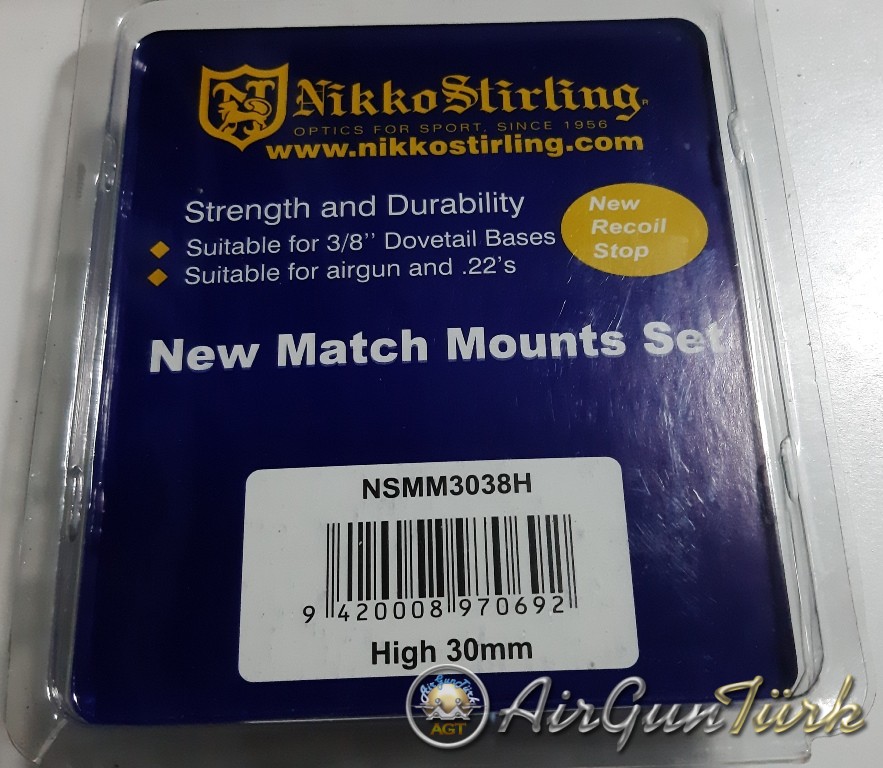 NikkoStirling
OPTICS FOR SPORT, SINCE 1956
www.nikkostirling.com
Strength and Durability
Suitable for 3/8'' Dovetail Bases
Suitable for airgun and .22's
New
Recoil
Stop
New Match Mounts Set
NSMM3038H
9 420008 970692
High 30mm
AirGunTürk
AGT
AirGunTürk